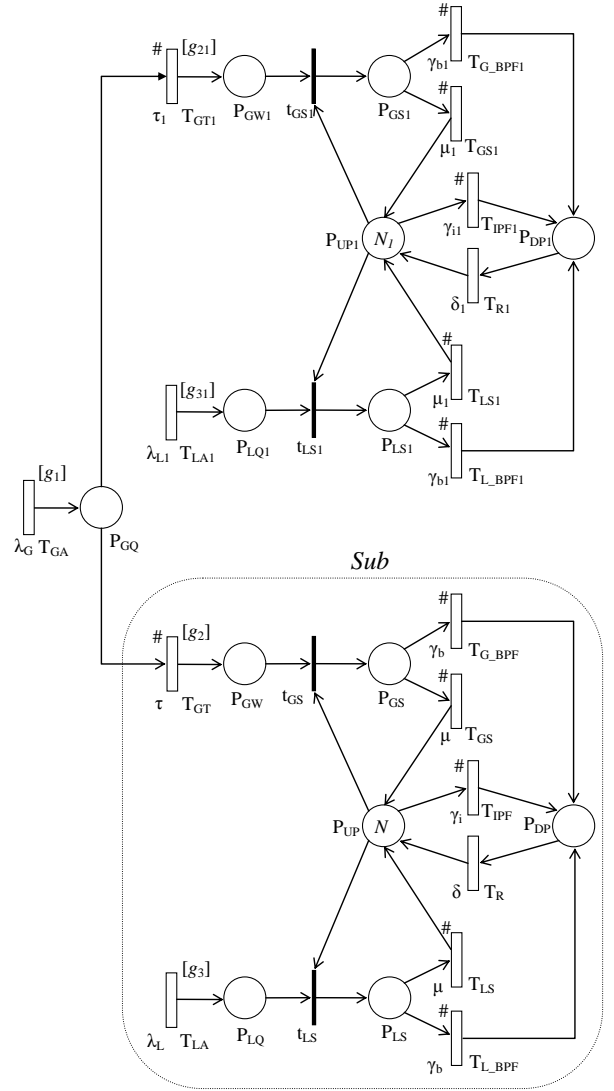 # [g21] # γb1 TG_BPF1
τ1 TGT1 PGW1 tGS1 PGS1 #
μ1 TGS1
# γi1 TIPF1
PUP1 N1 PDP1
δ1 TR1
[g31] # μ1 TLS1
λL1 TLA1 PLQ1 tLS1 PLS1 #
γb1 TL_BPF1
[g1]
λG TGA PGQ
Sub
# [g2] # γb TG_BPF
τ TGT PGW tGS PGS #
μ TGS
# γi TIPF
PUP N PDP
δ TR
[g3] # μ TLS
λL TLA PLQ tLS PLS #
γb TL_BPF